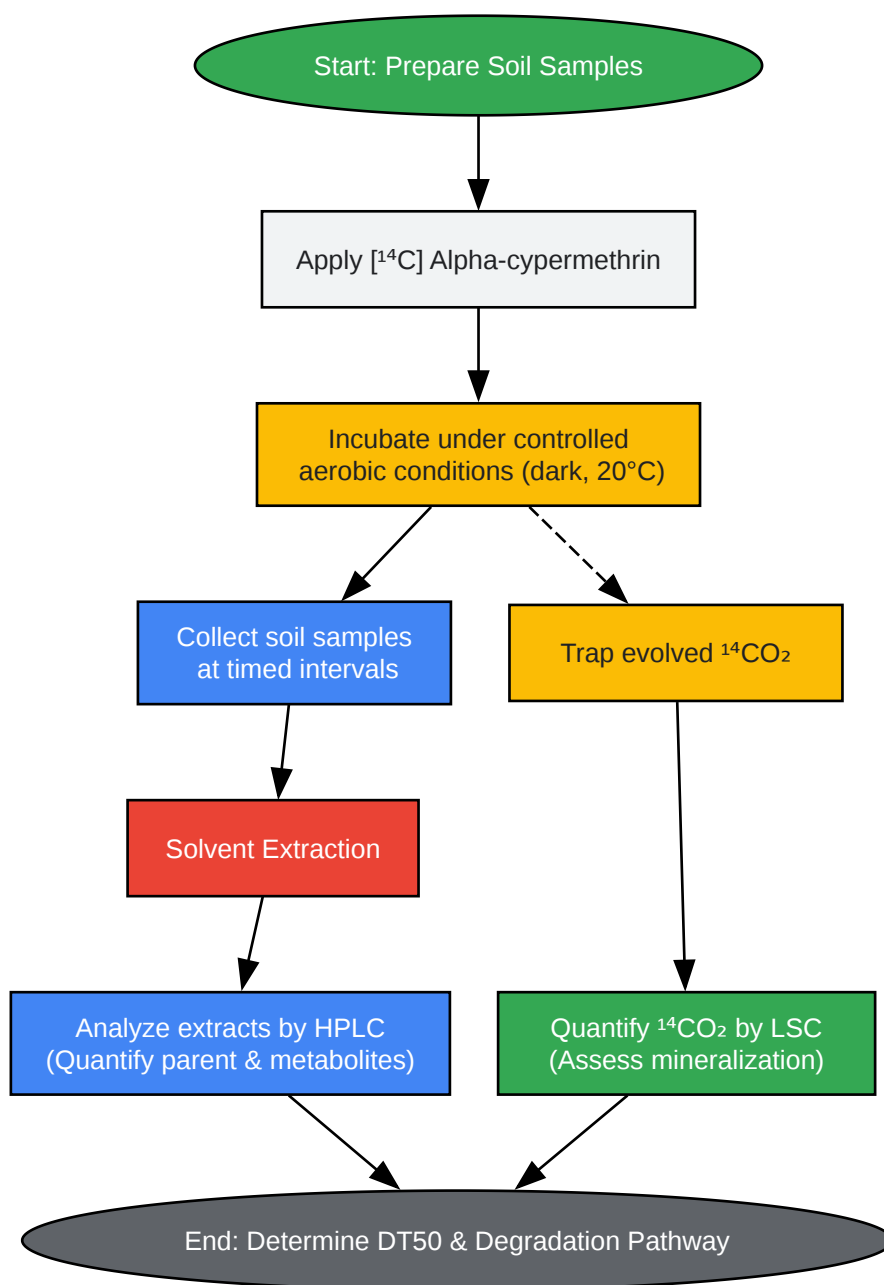 Start: Prepare Soil Samples
Apply [¹⁴C] Alpha-cypermethrin
Incubate under controlled
aerobic conditions (dark, 20°C)
Collect soil samples
at timed intervals
Trap evolved ¹⁴CO₂
Solvent Extraction
Analyze extracts by HPLC
(Quantify parent & metabolites)
Quantify ¹⁴CO₂ by LSC
(Assess mineralization)
End: Determine DT50 & Degradation Pathway